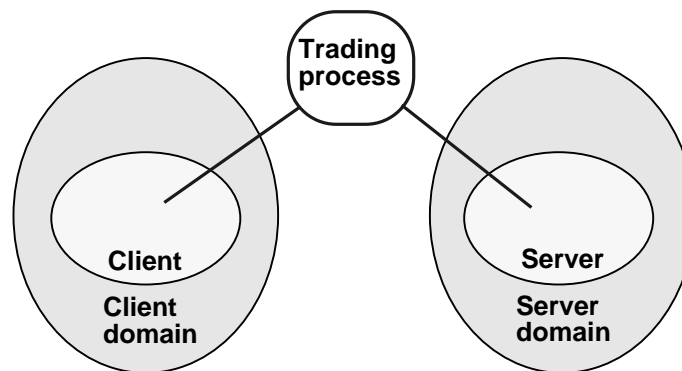 Trading
process
Client
Server
Client
domain
Server
domain